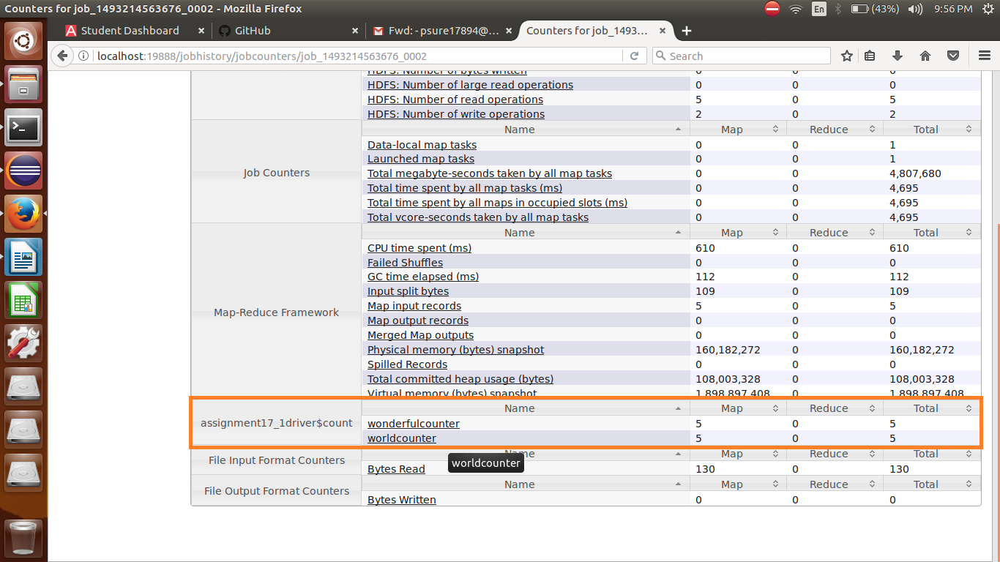 Counters for job_1493214563676_0002 - Mozilla Firefox En (43%) 9:56 PM
Student Dashboard × GitHub × Fwd: - psure17894@... × Counters for job_1493... ×
localhost:19888/jobhistory/jobcounters/job_1493214563676_0002 Search
HDFS: Number of bytes written 0 0 0
HDFS: Number of large read operations 0 0 0
HDFS: Number of read operations 5 0 5
HDFS: Number of write operations 2 0 2
Job Counters
Name Map Reduce Total
Data-local map tasks 0 0 1
Launched map tasks 0 0 1
Total megabyte-seconds taken by all map tasks 0 0 4,807,680
Total time spent by all map tasks (ms) 0 0 4,695
Total time spent by all maps in occupied slots (ms) 0 0 4,695
Total vcore-seconds taken by all map tasks 0 0 4,695
Map-Reduce Framework
Name Map Reduce Total
CPU time spent (ms) 610 0 610
Failed Shuffles 0 0 0
GC time elapsed (ms) 112 0 112
Input split bytes 109 0 109
Map input records 5 0 5
Map output records 0 0 0
Merged Map outputs 0 0 0
Physical memory (bytes) snapshot 160,182,272 0 160,182,272
Spilled Records 0 0 0
Total committed heap usage (bytes) 108,003,328 0 108,003,328
Virtual memory (bytes) snapshot 1,898,897,408 0 1,898,897,408
assignment17_1driver$count
Name Map Reduce Total
wonderfulcounter 5 0 5
worldcounter 5 0 5
File Input Format Counters
Name Map Reduce Total
worldcounter
Bytes Read 130 0 130
File Output Format Counters
Name Map Reduce Total
Bytes Written 0 0 0